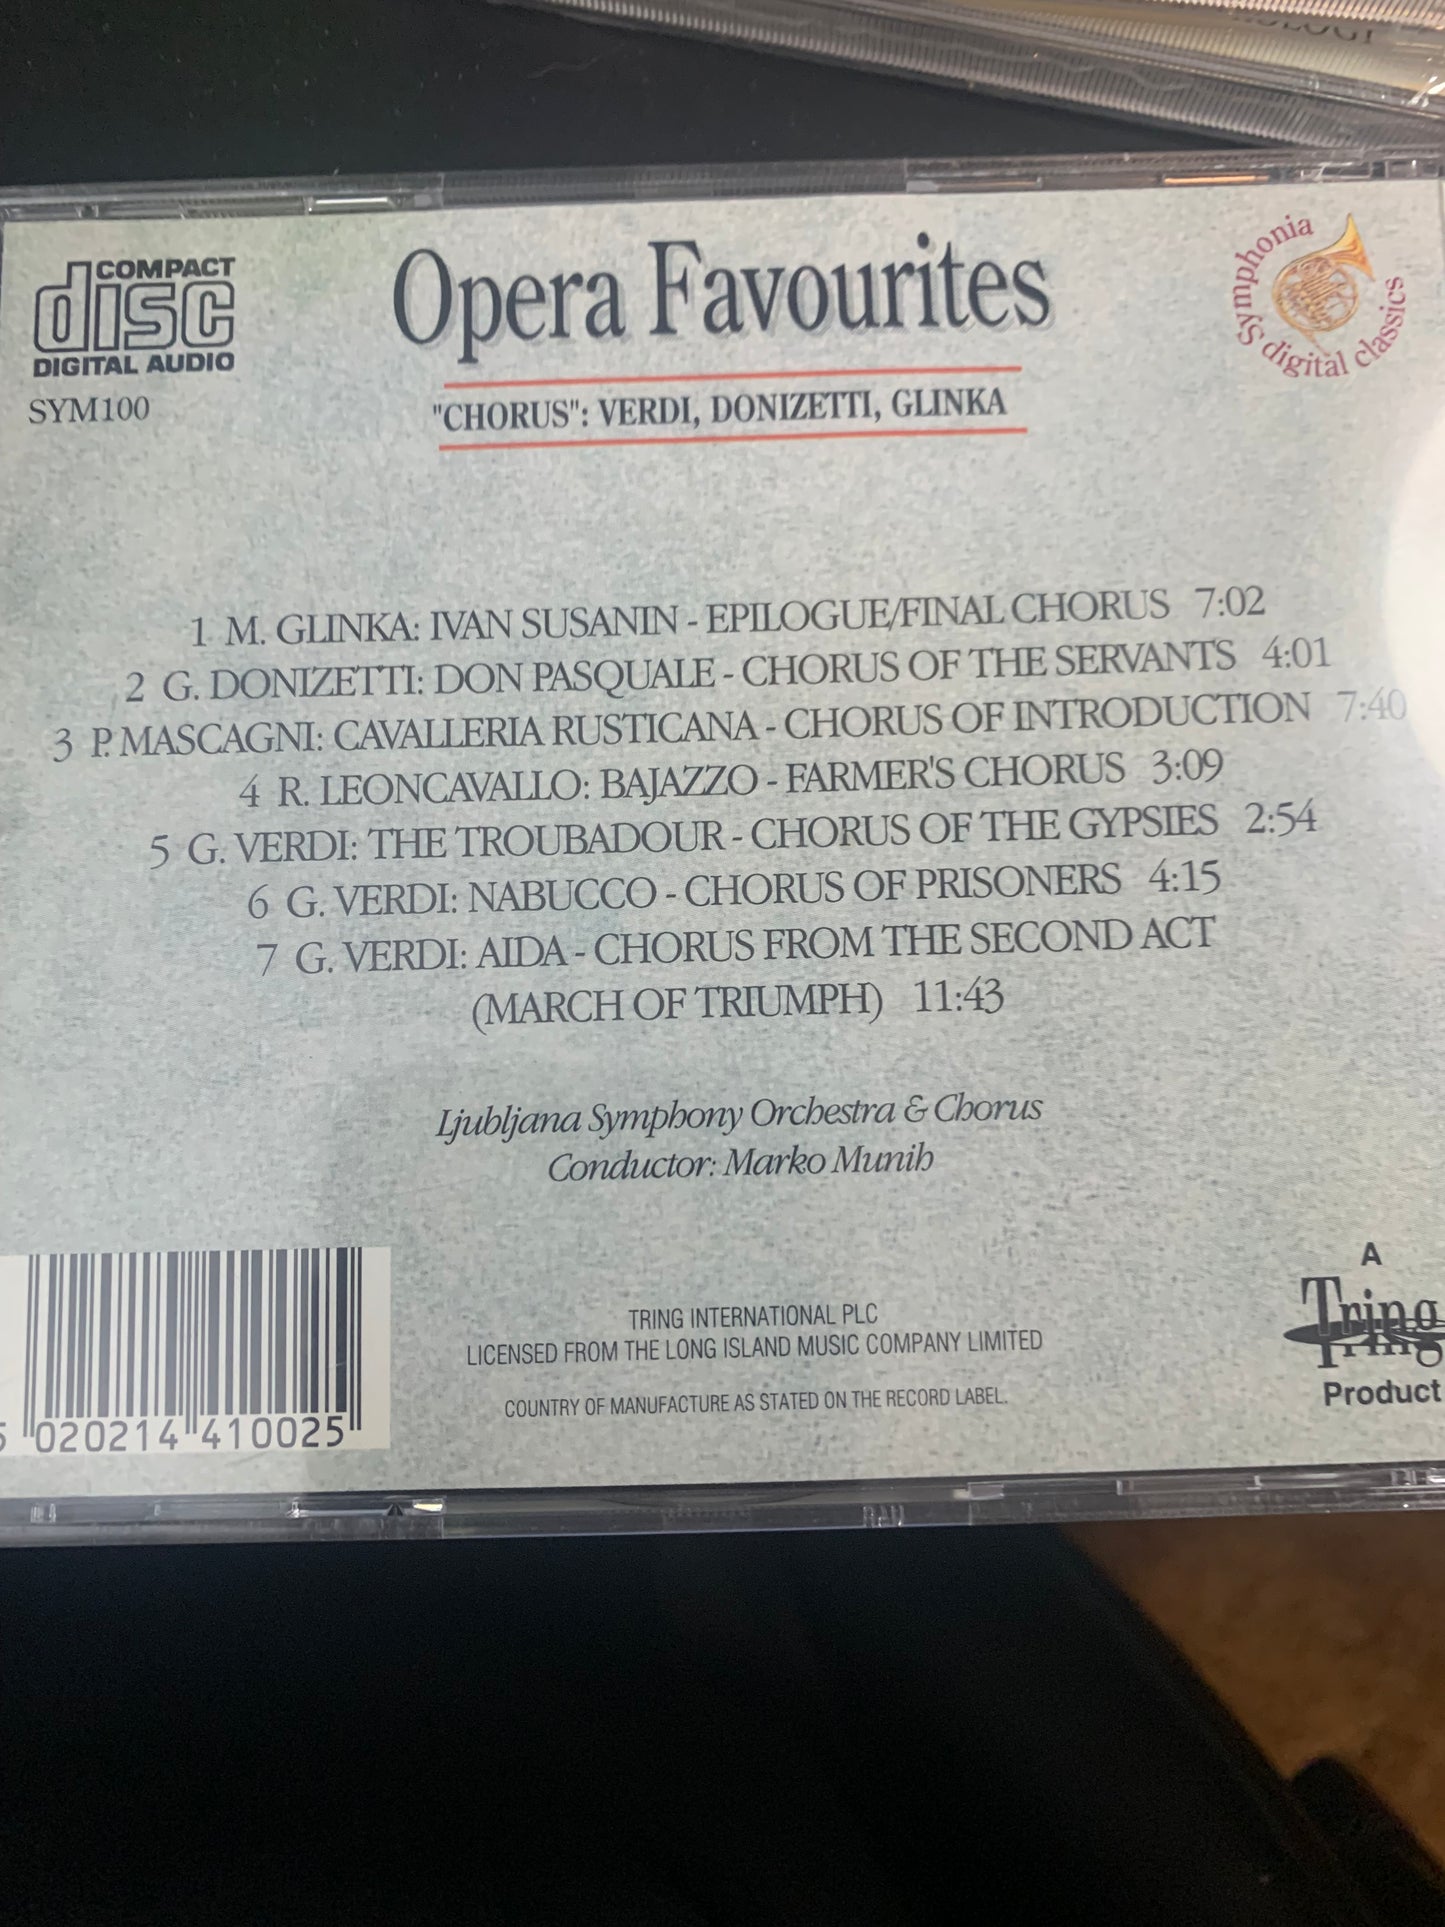 COMPACT
disc
DIGITAL AUDIO
SYM100
Opera Favourites
"CHORUS": VERDI, DONIZETTI, GLINKA
Symphonia
digital classics
1 M. GLINKA: IVAN SUSANIN - EPILOGUE/FINAL CHORUS 7:02
2 G. DONIZETTI: DON PASQUALE - CHORUS OF THE SERVANTS 4:01
3 P. MASCAGNI: CAVALLERIA RUSTICANA - CHORUS OF INTRODUCTION 7:40
4 R. LEONCAVALLO: BAJAZZO - FARMER'S CHORUS 3:09
5 G. VERDI: THE TROUBADOUR - CHORUS OF THE GYPSIES 2:54
6 G. VERDI: NABUCCO - CHORUS OF PRISONERS 4:15
7 G. VERDI: AIDA - CHORUS FROM THE SECOND ACT
(MARCH OF TRIUMPH) 11:43
Ljubljana Symphony Orchestra & Chorus
Conductor: Marko Munih
5 020214 410025
TRING INTERNATIONAL PLC
LICENSED FROM THE LONG ISLAND MUSIC COMPANY LIMITED
COUNTRY OF MANUFACTURE AS STATED ON THE RECORD LABEL.
A
Tring
Product